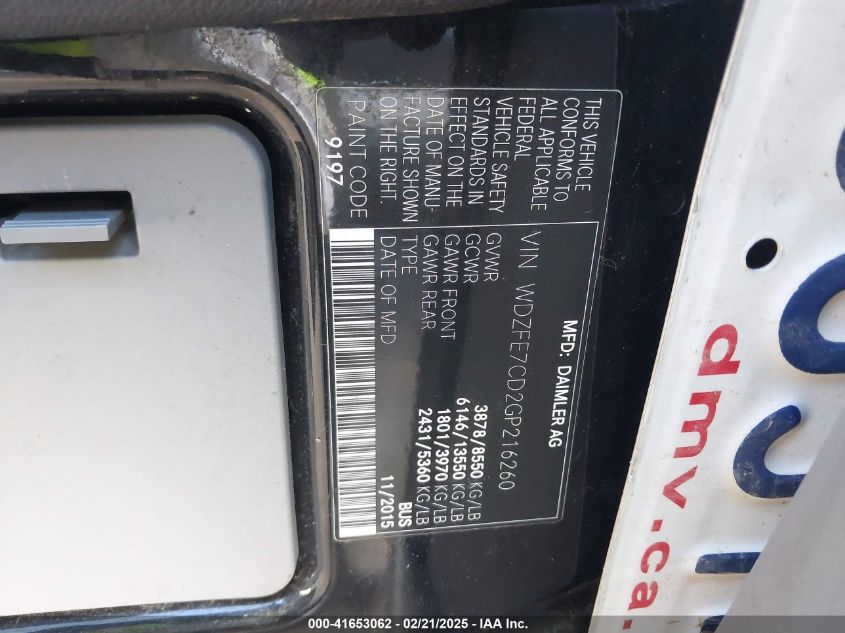 THIS VEHICLE
CONFORMS TO
ALL APPLICABLE
FEDERAL
VEHICLE SAFETY
STANDARDS IN
EFFECT ON THE
DATE OF MANU-
FACTURE SHOWN
ON THE RIGHT.
PAINT CODE
9197
MFD: DAIMLER AG
VIN WDZFE7CD2GP216260
GVWR 3878/8550 KG/LB
GCWR 6146/13550 KG/LB
GAWR FRONT 1801/3970 KG/LB
GAWR REAR 2431/5360 KG/LB
TYPE BUS
DATE OF MFD 11/2015
dmv.ca.
000-41653062 - 02/21/2025 - IAA Inc.